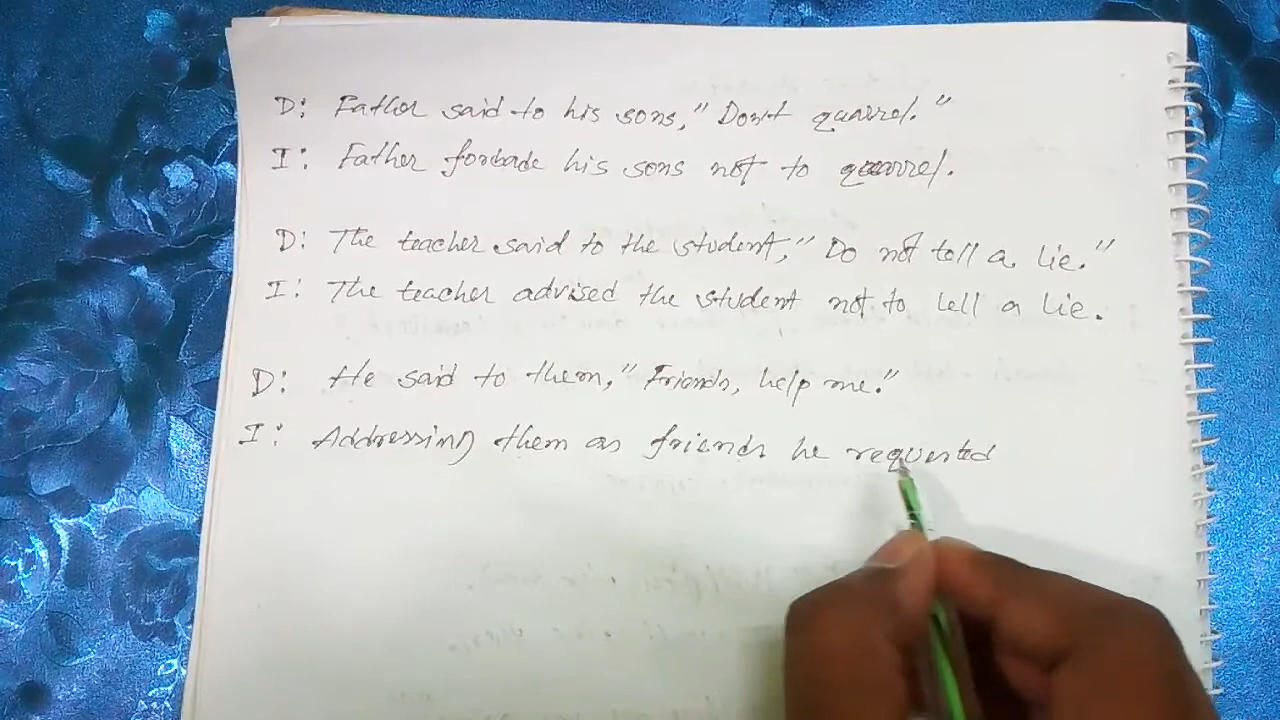 D: Father said to his sons, "Don't quarrel."
I: Father forbade his sons not to quarrel.
D: The teacher said to the student, "Do not tell a lie."
I: The teacher advised the student not to tell a lie.
D: He said to them, "Friends, help me."
I: Addressing them as friends he requested